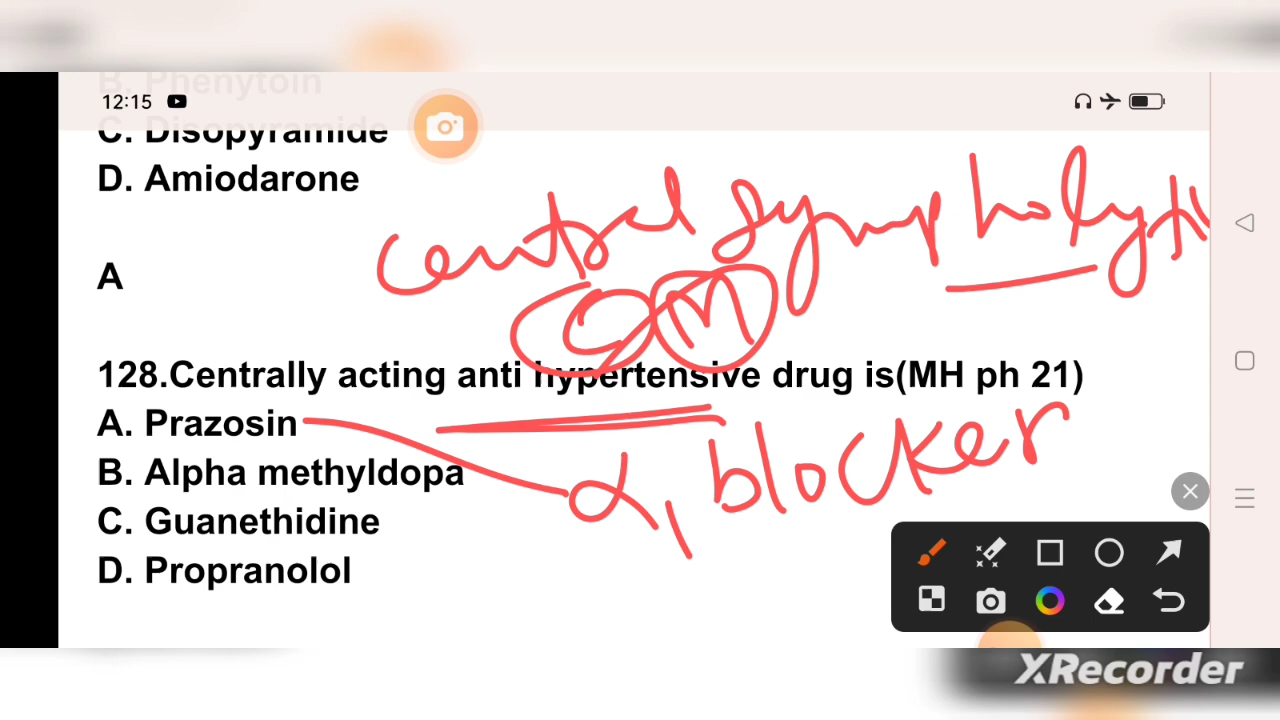 B. Phenytoin
12:15
C. Disopyramide
D. Amiodarone
central sympholyti
A
C M
128.Centrally acting anti hypertensive drug is(MH ph 21)
A. Prazosin
α1 blocker
B. Alpha methyldopa
C. Guanethidine
D. Propranolol
XRecorder